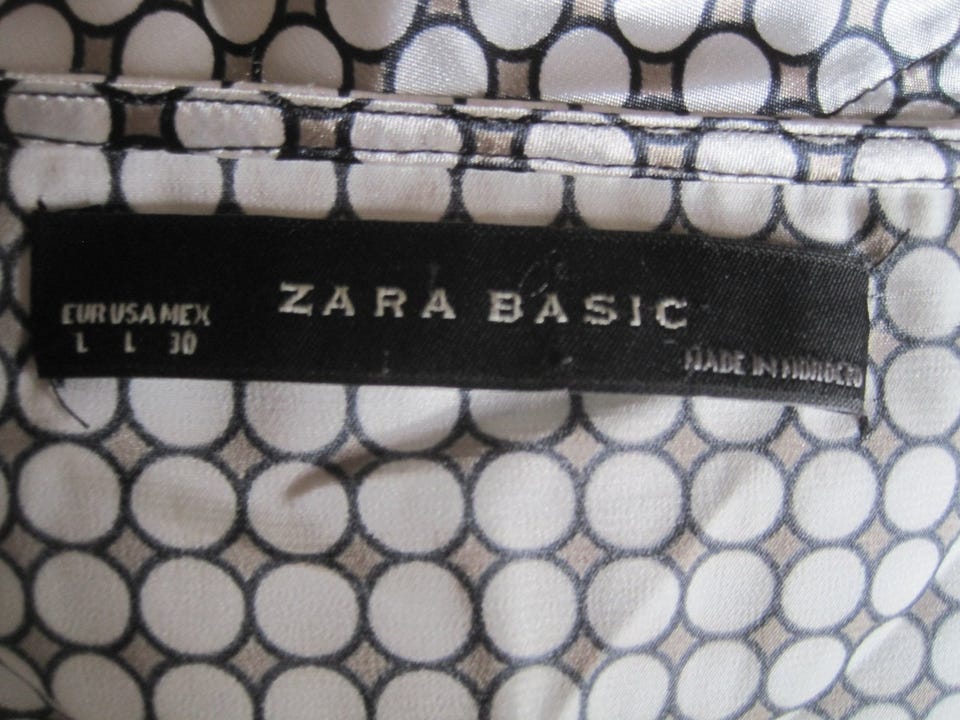 EUR USA MEX
L L 30
ZARA BASIC
MADE IN MOROCCO